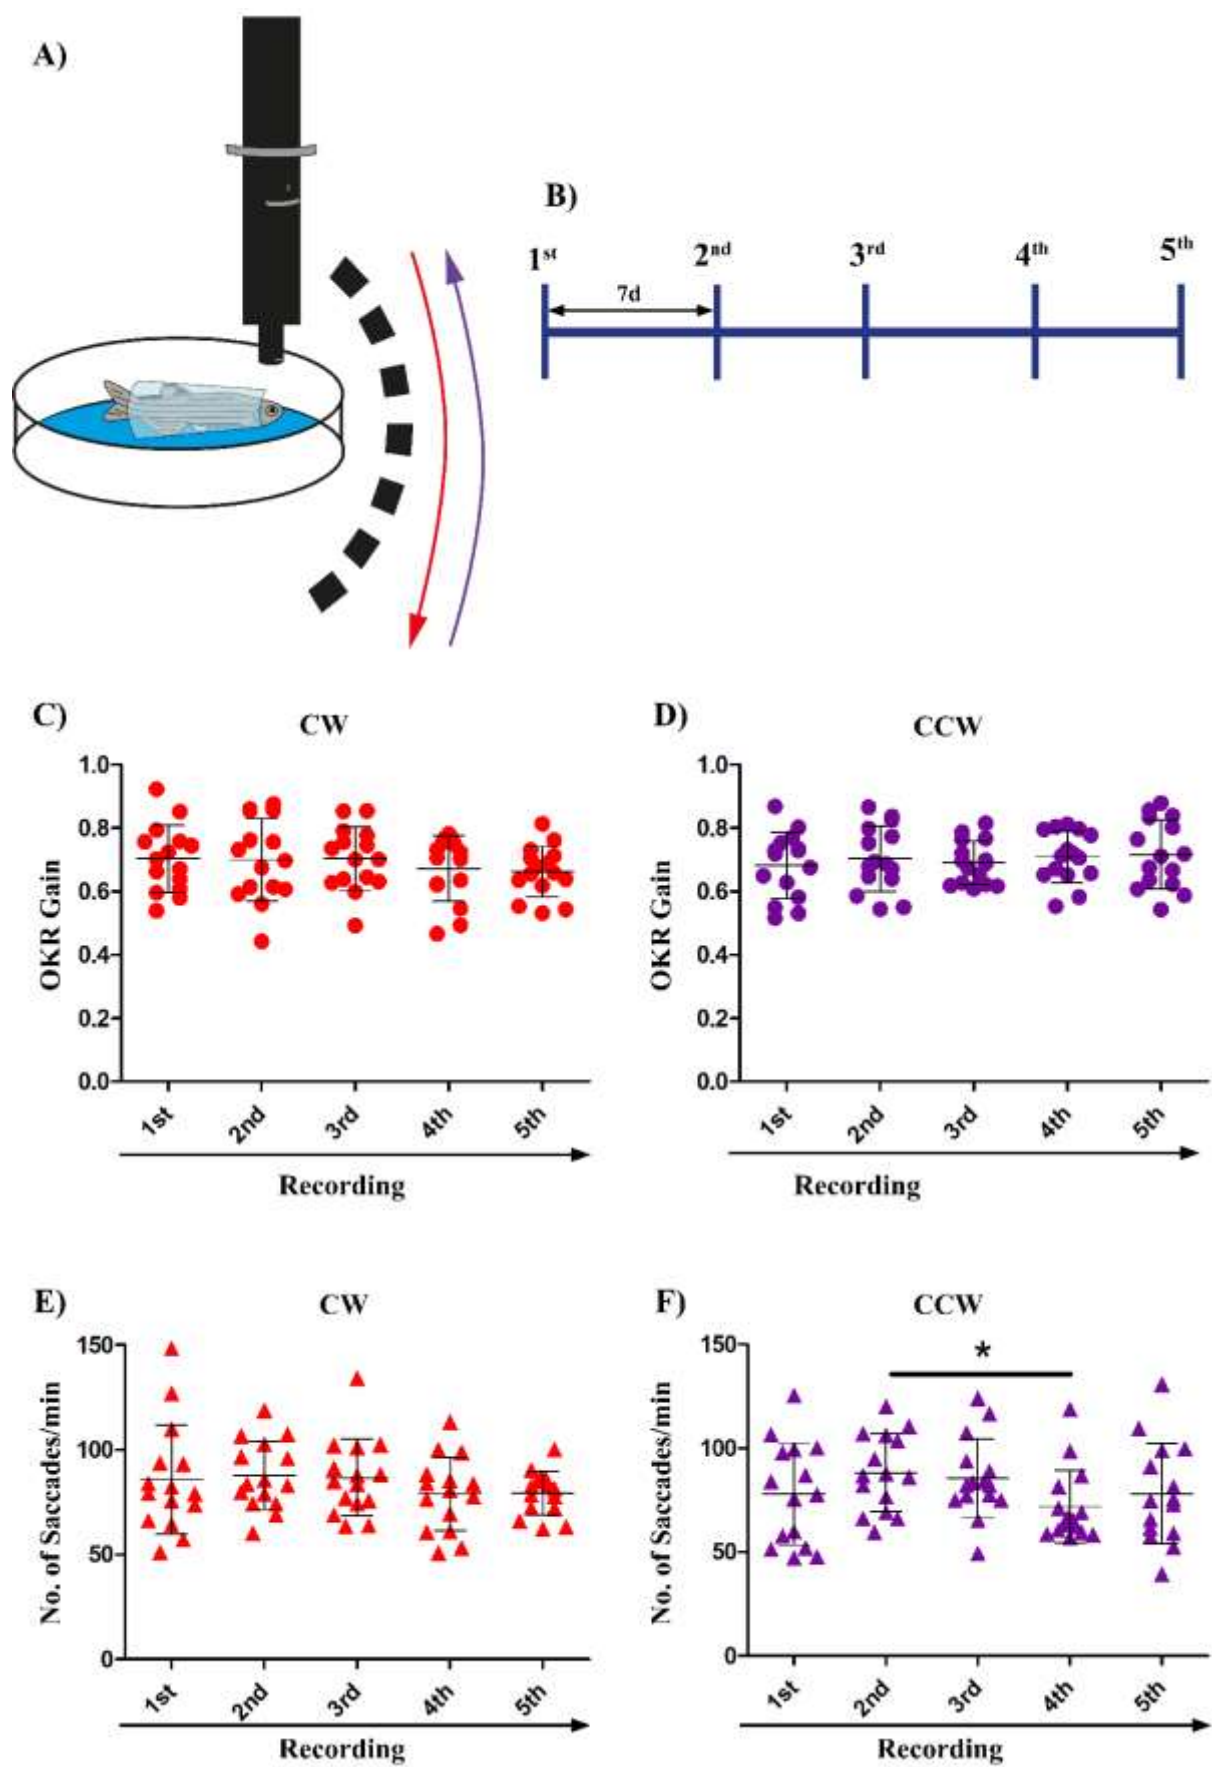 A)
B)
1st 2nd 3rd 4th 5th
7d
C) CW
1.0
0.8
0.6
0.4
0.2
0.0
OKR Gain
1st 2nd 3rd 4th 5th
Recording
D) CCW
1.0
0.8
0.6
0.4
0.2
0.0
OKR Gain
1st 2nd 3rd 4th 5th
Recording
E) CW
150
100
50
0
No. of Saccades/min
1st 2nd 3rd 4th 5th
Recording
F) CCW
*
150
100
50
0
No. of Saccades/min
1st 2nd 3rd 4th 5th
Recording